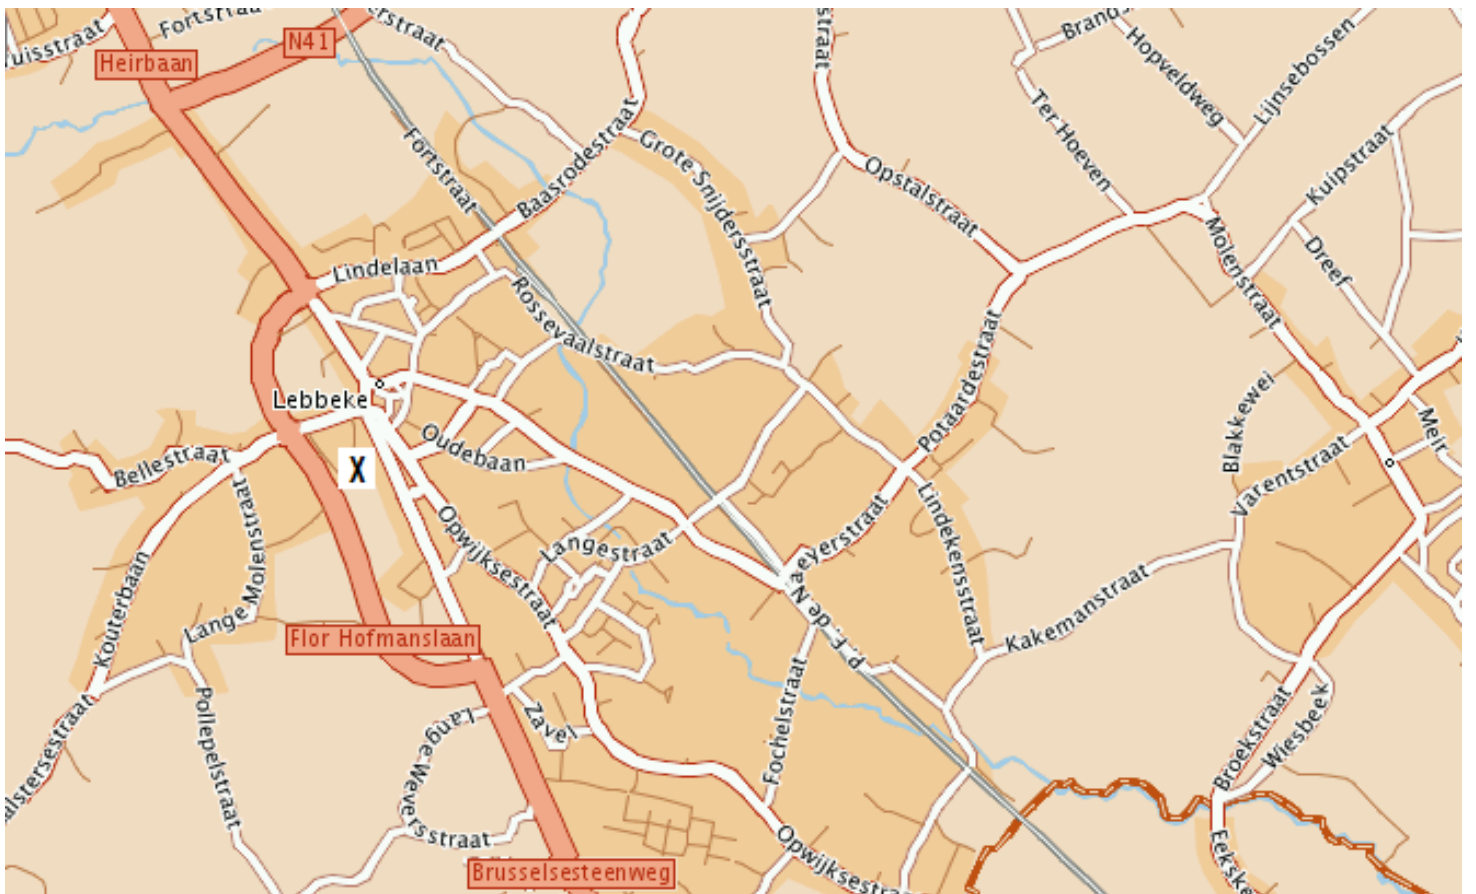 Fortstraat
N41
Heirbaan
Hopveldweg
Lijnsebossen
Fortstraat
Baasrodestraat
Grote Snijdersstraat
Opstalstraat
Ter Hoeven
Kuipstraat
Molenstraat
Dreef
Lindelaan
Rossevaalstraat
Potaardestraat
Blakkewei
Lebbeke
Meir
Bellestraat
X
Oudebaan
Varentstraat
Lange Molenstraat
Opwijksestraat
Langestraat
Lindekensstraat
P. F. de Naeyerstraat
Kouterbaan
Kakemanstraat
Flor Hofmanslaan
Pollepelstraat
Zavel
Fochelstraat
Lange Weversstraat
Broekstraat
Wiesbeek
Brusselsesteenweg